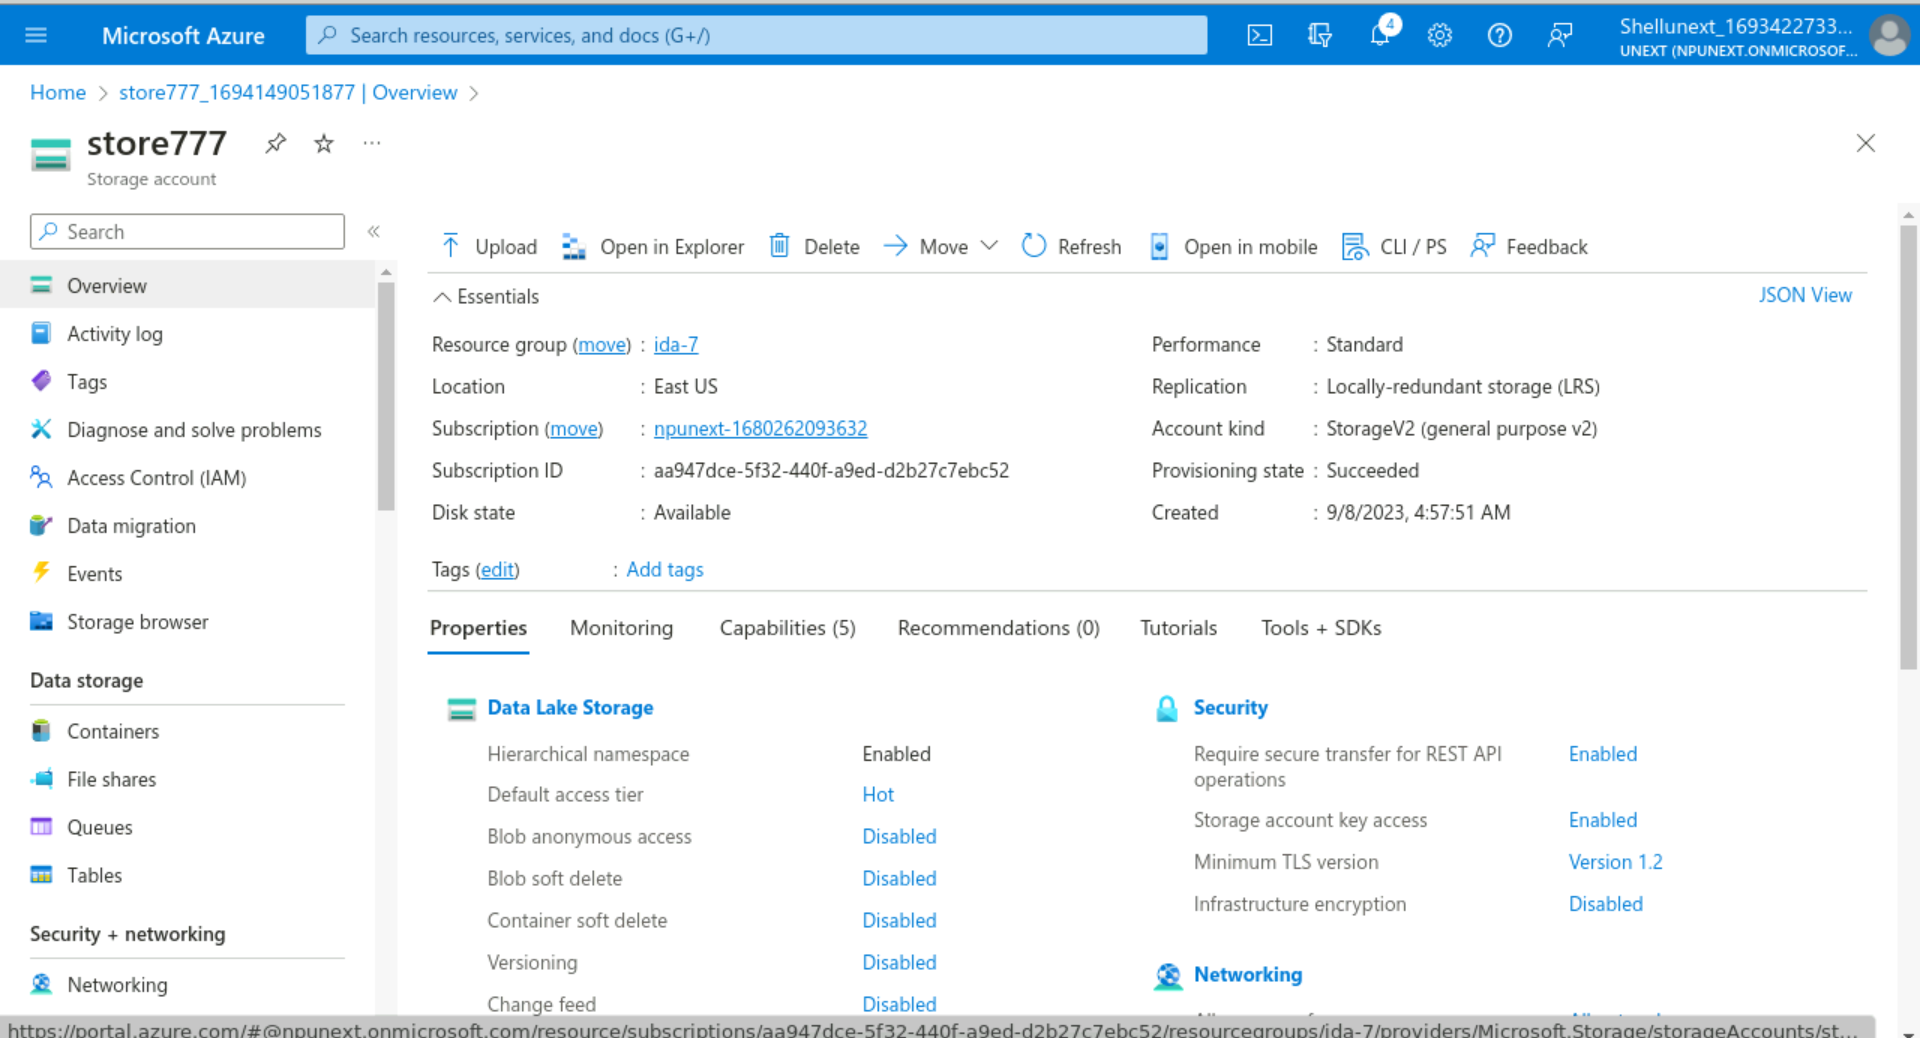 Microsoft Azure
Search resources, services, and docs (G+/)
4
Shellunext_1693422733...
UNEXT (NPUNEXT.ONMICROSOF...
Home > store777_1694149051877 | Overview >
store777
Storage account
Search
Overview
Activity log
Tags
Diagnose and solve problems
Access Control (IAM)
Data migration
Events
Storage browser
Data storage
Containers
File shares
Queues
Tables
Security + networking
Networking
Upload Open in Explorer Delete Move Refresh Open in mobile CLI / PS Feedback
Essentials
JSON View
Resource group (move) : ida-7
Location : East US
Subscription (move) : npunext-1680262093632
Subscription ID : aa947dce-5f32-440f-a9ed-d2b27c7ebc52
Disk state : Available
Performance : Standard
Replication : Locally-redundant storage (LRS)
Account kind : StorageV2 (general purpose v2)
Provisioning state : Succeeded
Created : 9/8/2023, 4:57:51 AM
Tags (edit) : Add tags
Properties Monitoring Capabilities (5) Recommendations (0) Tutorials Tools + SDKs
Data Lake Storage
Hierarchical namespace Enabled
Default access tier Hot
Blob anonymous access Disabled
Blob soft delete Disabled
Container soft delete Disabled
Versioning Disabled
Change feed Disabled
Security
Require secure transfer for REST API
operations Enabled
Storage account key access Enabled
Minimum TLS version Version 1.2
Infrastructure encryption Disabled
Networking
https://portal.azure.com/#@npunext.onmicrosoft.com/resource/subscriptions/aa947dce-5f32-440f-a9ed-d2b27c7ebc52/resourcegroups/ida-7/providers/Microsoft.Storage/storageAccounts/st...